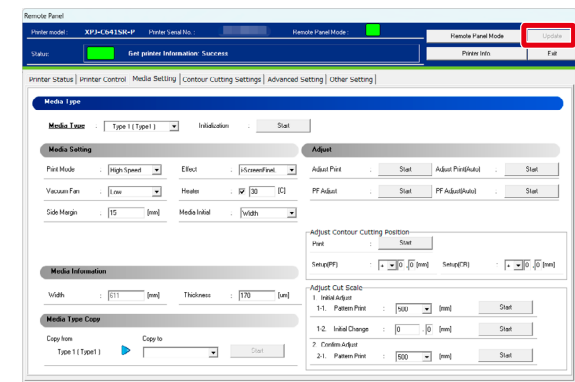 Remote Panel
Printer model : XPJ-C641SR-P Printer Serial No. : Remote Panel Mode : Remote Panel Mode Update
Status: Get printer Information: Success Printer Info. Exit
Printer Status Printer Control Media Setting Contour Cutting Settings Advanced Setting Other Setting
Media Type
Media Type : Type 1 ( Type1 ) Initialization : Start
Media Setting Adjust
Print Mode : High Speed Effect : i-ScreenFineL Adjust Print : Start Adjust Print(Auto) : Start
Vacuum Fan : Low Heater : 30 [C] PF Adjust : Start PF Adjust(Auto) : Start
Side Margin : 15 [mm] Media Initial : Width
Adjust Contour Cutting Position
Print : Start
Setup(PF) : + 0 . 0 [mm] Setup(CR) : + 0 . 0 [mm]
Media Information
Width : 611 [mm] Thickness : 170 [um]
Adjust Cut Scale
1. Initial Adjust
1-1. Pattern Print : 500 [mm] Start
Media Type Copy
1-2. Initial Change : 0 . 0 [mm] Start
Copy from Copy to
2. Confirm Adjust
Type 1 ( Type1 ) Start
2-1. Pattern Print : 500 [mm] Start